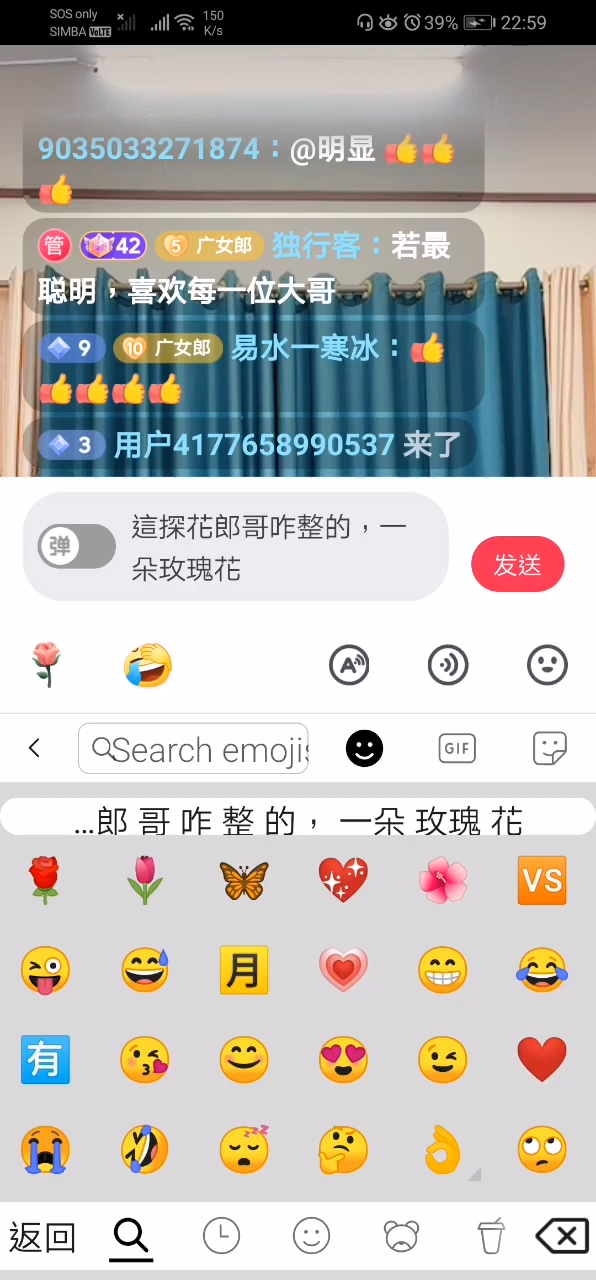 SOS only
SIMBA VoLTE
150
K/s
39%
22:59
9035033271874：@明显 👍👍
👍
管 42 5 广女郎 独行客：若最
聪明，喜欢每一位大哥
9 10 广女郎 易水一寒冰：👍
👍👍👍👍
3 用户4177658990537 来了
弹
這探花郎哥咋整的，一
朵玫瑰花
发送
A
Search emojis
GIF
...郎 哥 咋 整 的， 一朵 玫瑰 花
VS
月
有
返回